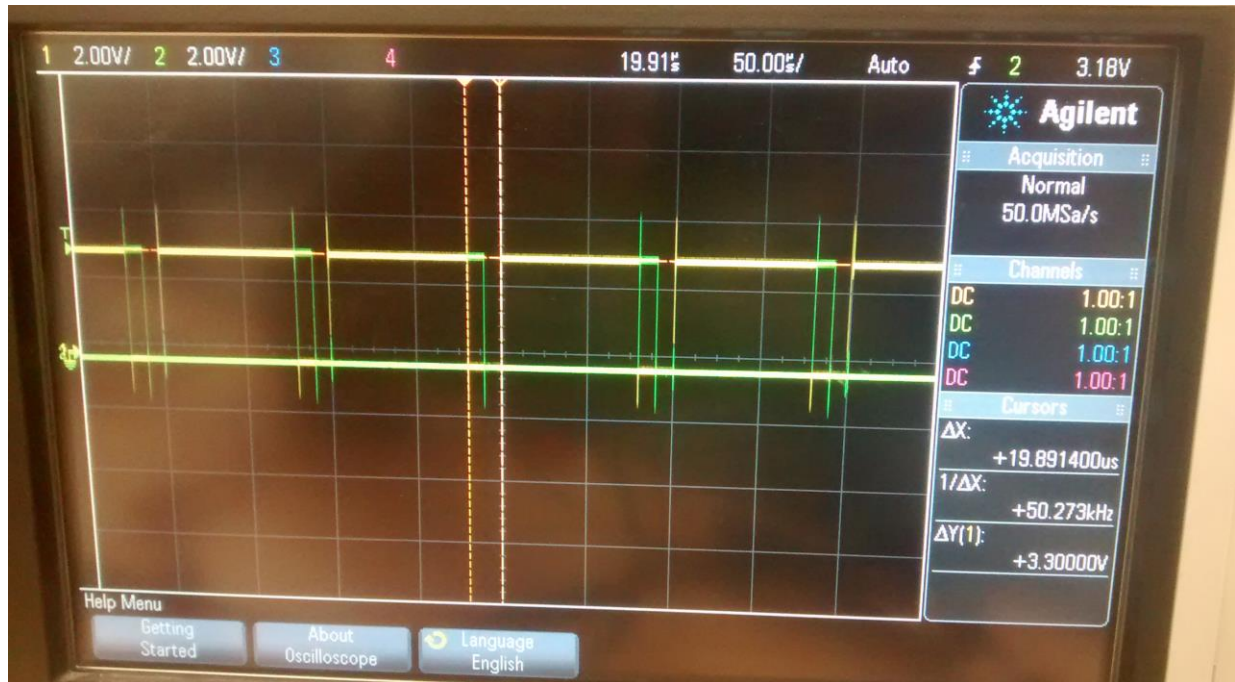 1 2.00V/ 2 2.00V/ 3 4 19.91µs 50.00µs/ Auto 2 3.18V
Agilent
Acquisition
Normal
50.0MSa/s
Channels
DC 1.00:1
DC 1.00:1
DC 1.00:1
DC 1.00:1
Cursors
ΔX:
+19.891400us
1/ΔX:
+50.273kHz
ΔY(1):
+3.30000V
T
Help Menu
Getting
Started
About
Oscilloscope
Language
English